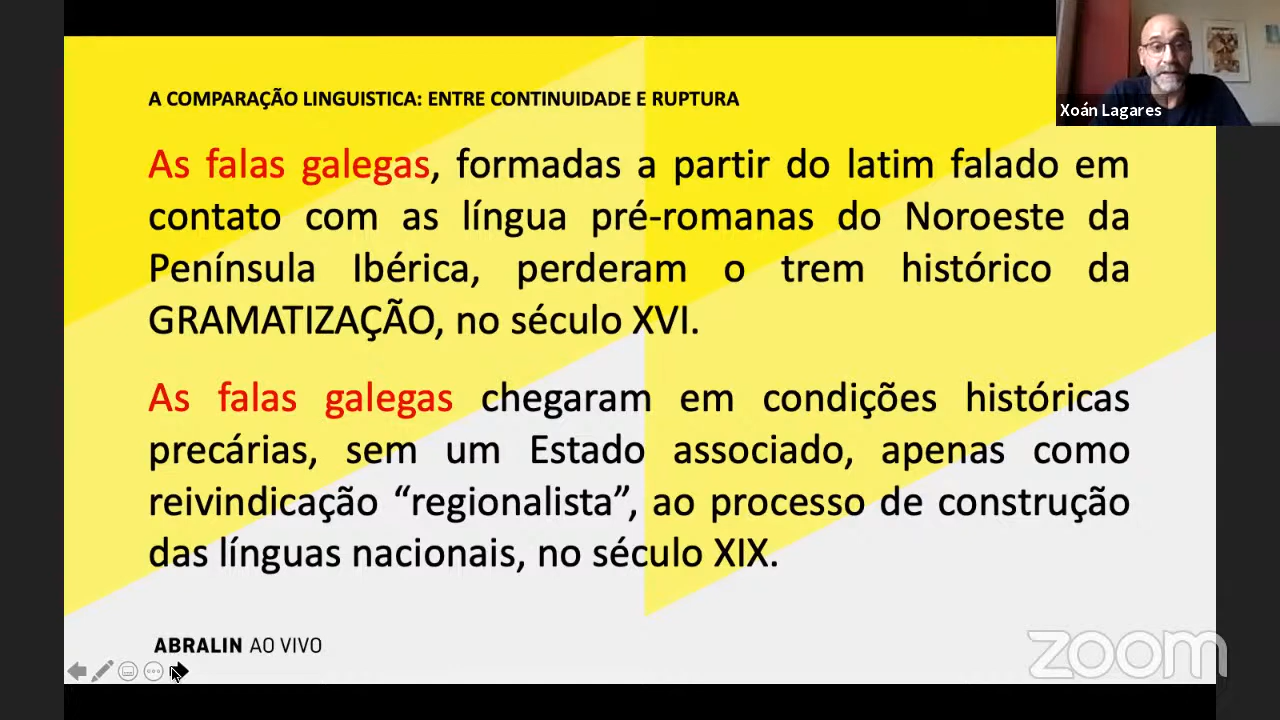 A COMPARAÇÃO LINGUISTICA: ENTRE CONTINUIDADE E RUPTURA
Xoán Lagares
As falas galegas, formadas a partir do latim falado em
contato com as língua pré-romanas do Noroeste da
Península Ibérica, perderam o trem histórico da
GRAMATIZAÇÃO, no século XVI.
As falas galegas chegaram em condições históricas
precárias, sem um Estado associado, apenas como
reivindicação “regionalista”, ao processo de construção
das línguas nacionais, no século XIX.
ABRALIN AO VIVO
zoom